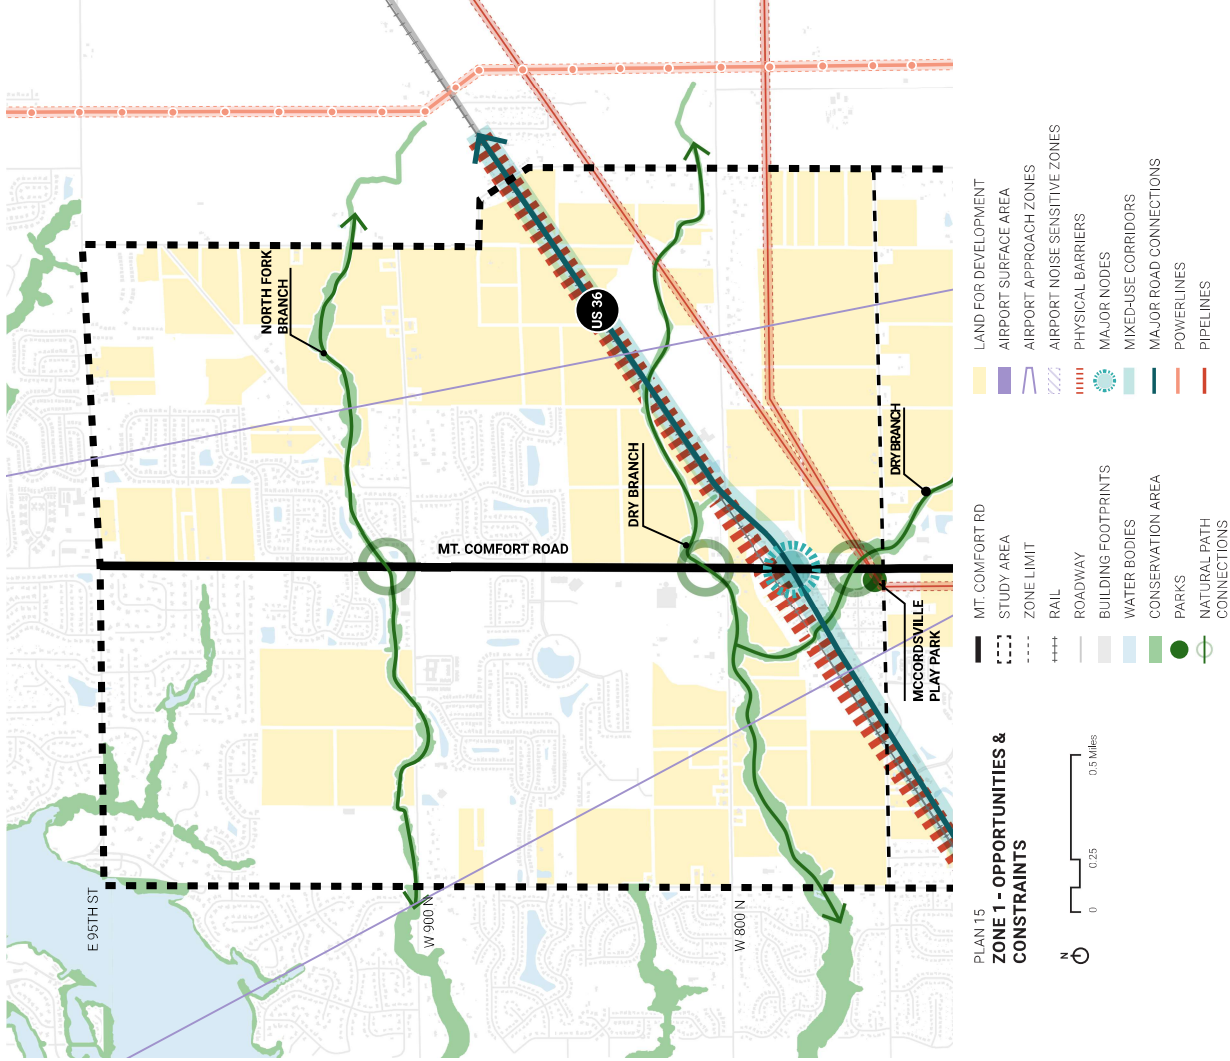 NORTH FORK
BRANCH
US 36
DRY BRANCH
DRY BRANCH
MT. COMFORT ROAD
MCCORDSVILLE
PLAY PARK
E 95TH ST
W 900 N
W 800 N
PLAN 15
ZONE 1 - OPPORTUNITIES &
CONSTRAINTS
N
0
0.25
0.5 Miles
MT. COMFORT RD
STUDY AREA
ZONE LIMIT
RAIL
ROADWAY
BUILDING FOOTPRINTS
WATER BODIES
CONSERVATION AREA
PARKS
NATURAL PATH
CONNECTIONS
LAND FOR DEVELOPMENT
AIRPORT SURFACE AREA
AIRPORT APPROACH ZONES
AIRPORT NOISE SENSITIVE ZONES
PHYSICAL BARRIERS
MAJOR NODES
MIXED-USE CORRIDORS
MAJOR ROAD CONNECTIONS
POWERLINES
PIPELINES